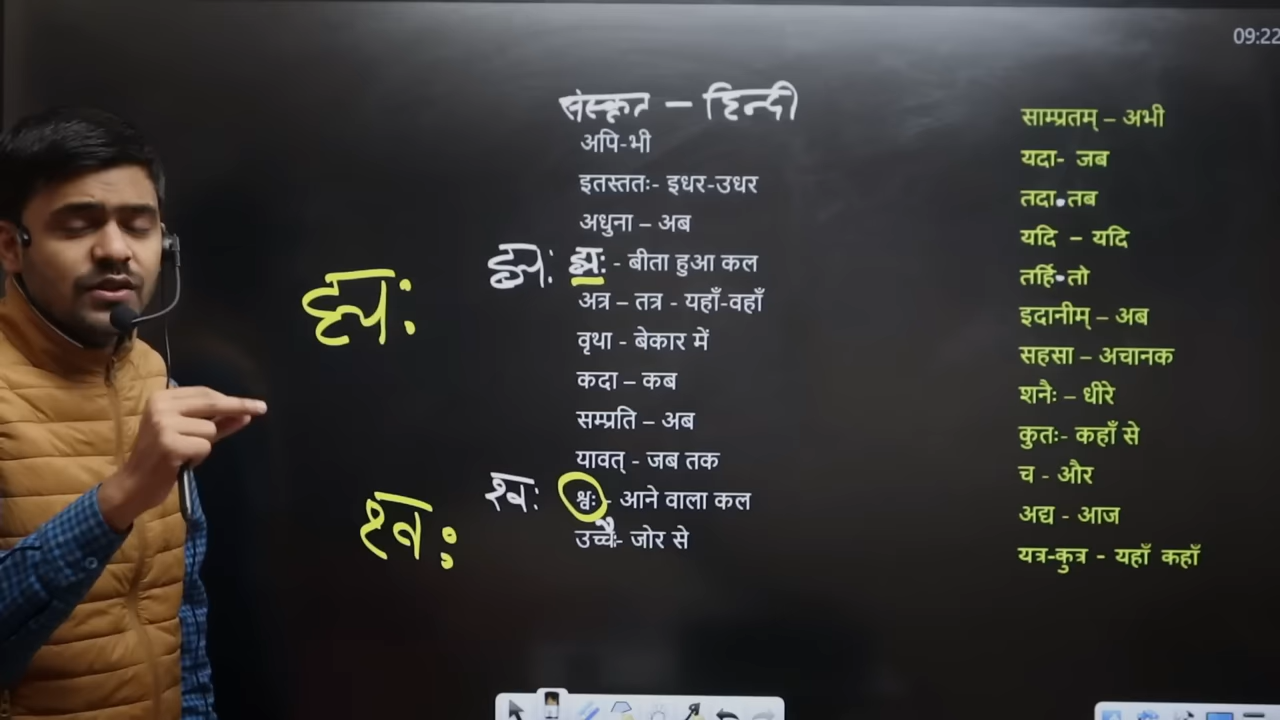 09:22
संस्कृत – हिन्दी
अपि-भी
इतस्ततः- इधर-उधर
अधुना – अब
ह्यः ह्यः - बीता हुआ कल
ह्यः
अत्र – तत्र - यहाँ-वहाँ
वृथा - बेकार में
कदा – कब
सम्प्रति – अब
यावत् - जब तक
श्वः श्वः - आने वाला कल
श्वः
उच्चैः- जोर से
साम्प्रतम् – अभी
यदा- जब
तदा-तब
यदि – यदि
तर्हि-तो
इदानीम् – अब
सहसा – अचानक
शनैः – धीरे
कुतः- कहाँ से
च - और
अद्य - आज
यत्र-कुत्र - यहाँ कहाँ